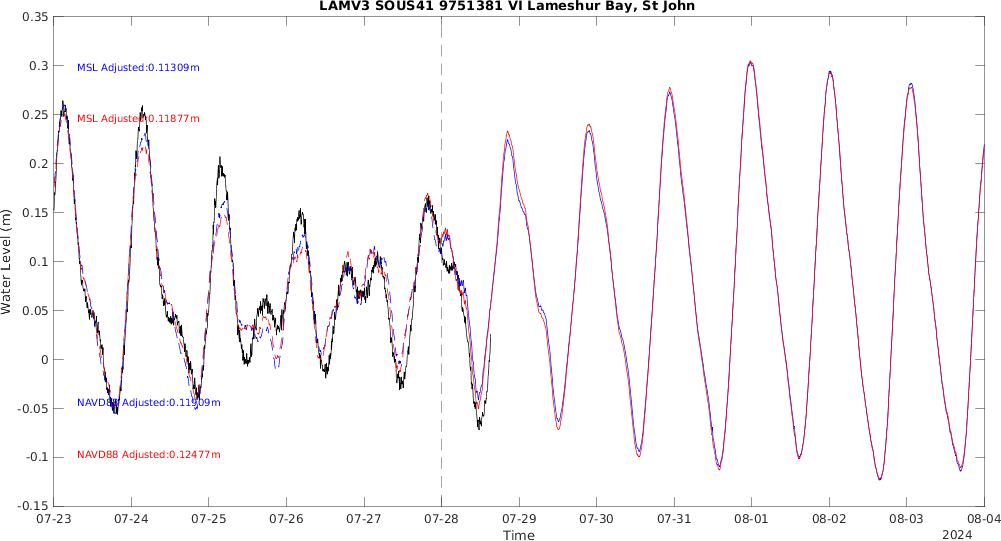 LAMV3 SOUS41 9751381 VI Lameshur Bay, St John
0.35
0.3
0.25
0.2
0.15
0.1
0.05
0
-0.05
-0.1
-0.15
Water Level (m)
MSL Adjusted:0.11309m
MSL Adjusted:0.11877m
NAVD88 Adjusted:0.11909m
NAVD88 Adjusted:0.12477m
07-23 07-24 07-25 07-26 07-27 07-28 07-29 07-30 07-31 08-01 08-02 08-03 08-04
Time
2024